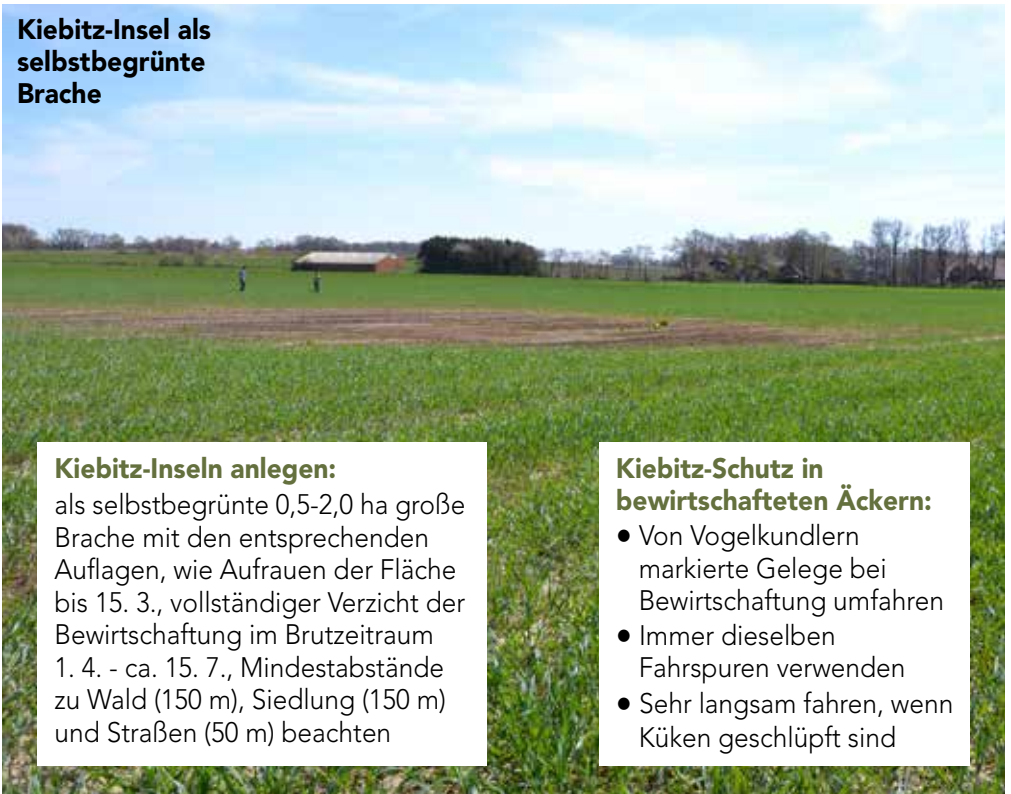 Kiebitz-Insel als
selbstbegrünte
Brache
Kiebitz-Inseln anlegen:
als selbstbegrünte 0,5-2,0 ha große
Brache mit den entsprechenden
Auflagen, wie Aufrauen der Fläche
bis 15. 3., vollständiger Verzicht der
Bewirtschaftung im Brutzeitraum
1. 4. - ca. 15. 7., Mindestabstände
zu Wald (150 m), Siedlung (150 m)
und Straßen (50 m) beachten
Kiebitz-Schutz in
bewirtschafteten Äckern:
• Von Vogelkundlern
markierte Gelege bei
Bewirtschaftung umfahren
• Immer dieselben
Fahrspuren verwenden
• Sehr langsam fahren, wenn
Küken geschlüpft sind